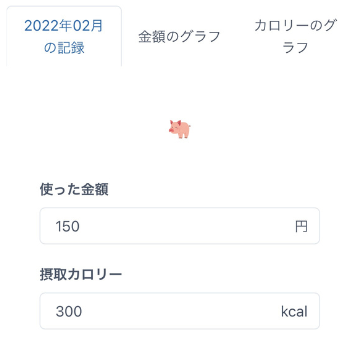 2022年02月
の記録
金額のグラフ
カロリーのグ
ラフ
使った金額
150 円
摂取カロリー
300 kcal